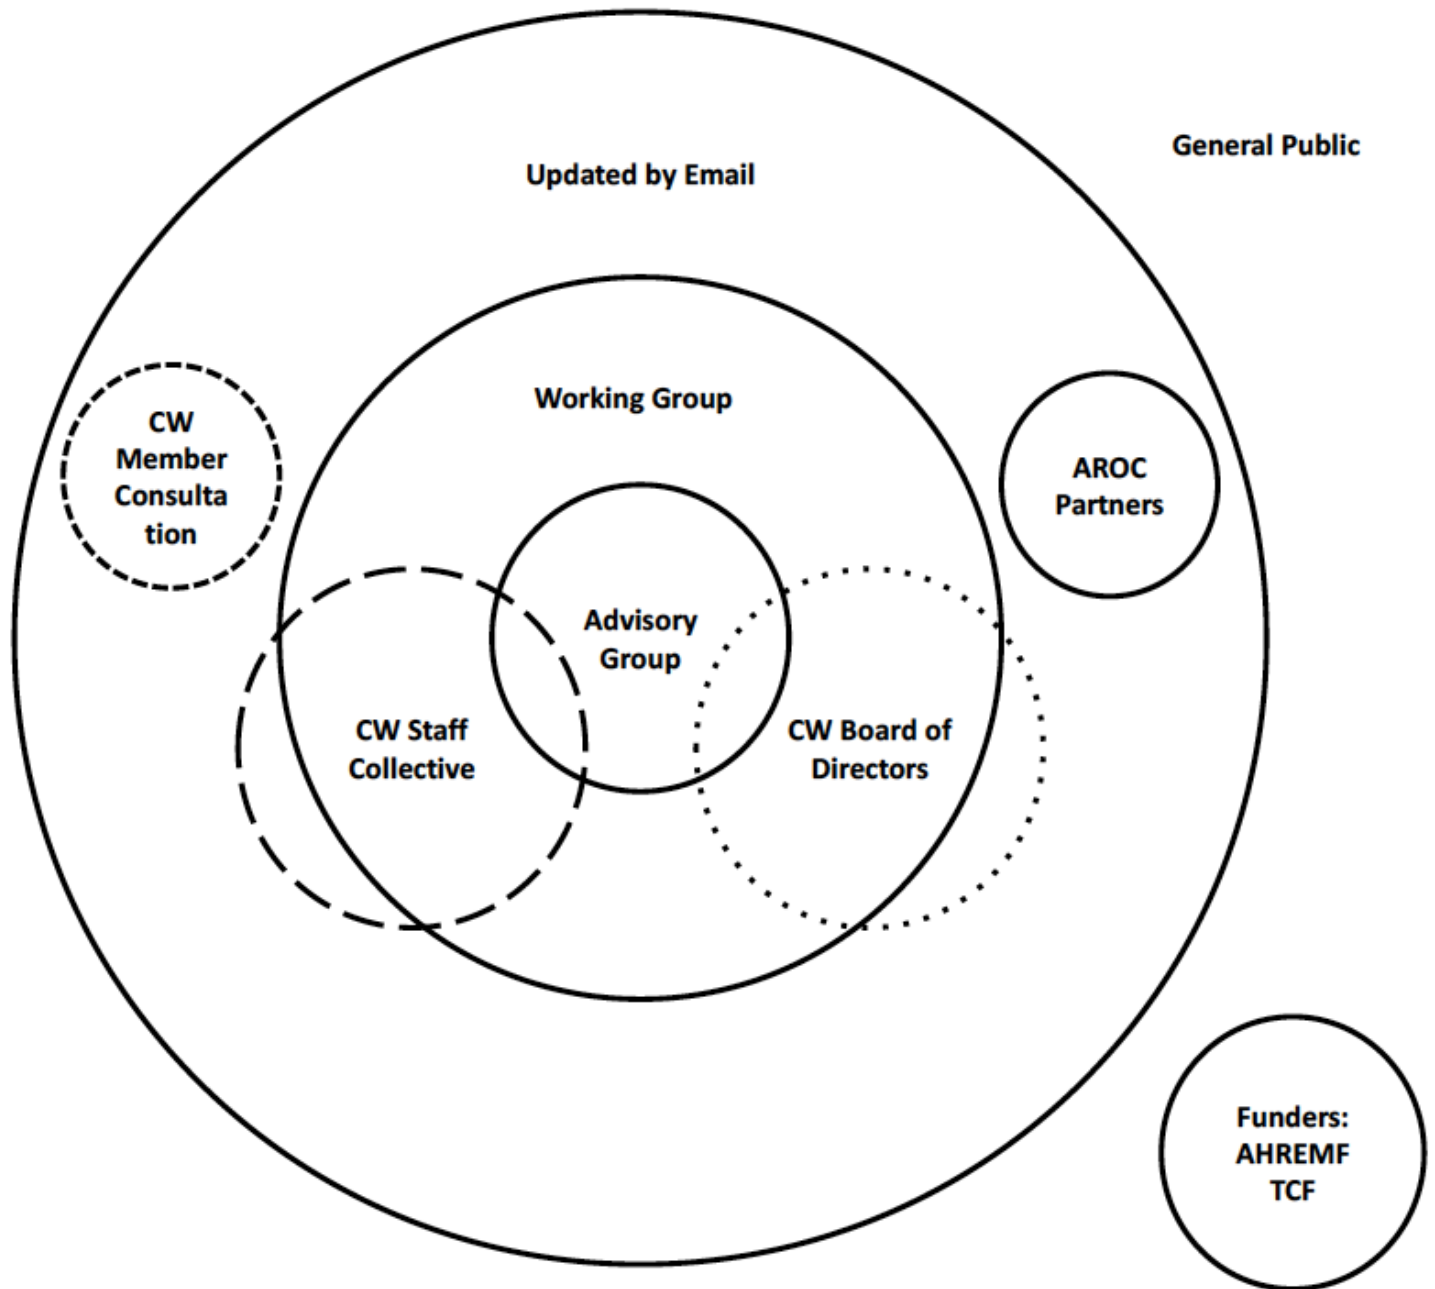 General Public
Updated by Email
Working Group
CW
Member
Consulta
tion
AROC
Partners
Advisory
Group
CW Staff
Collective
CW Board of
Directors
Funders:
AHREMF
TCF